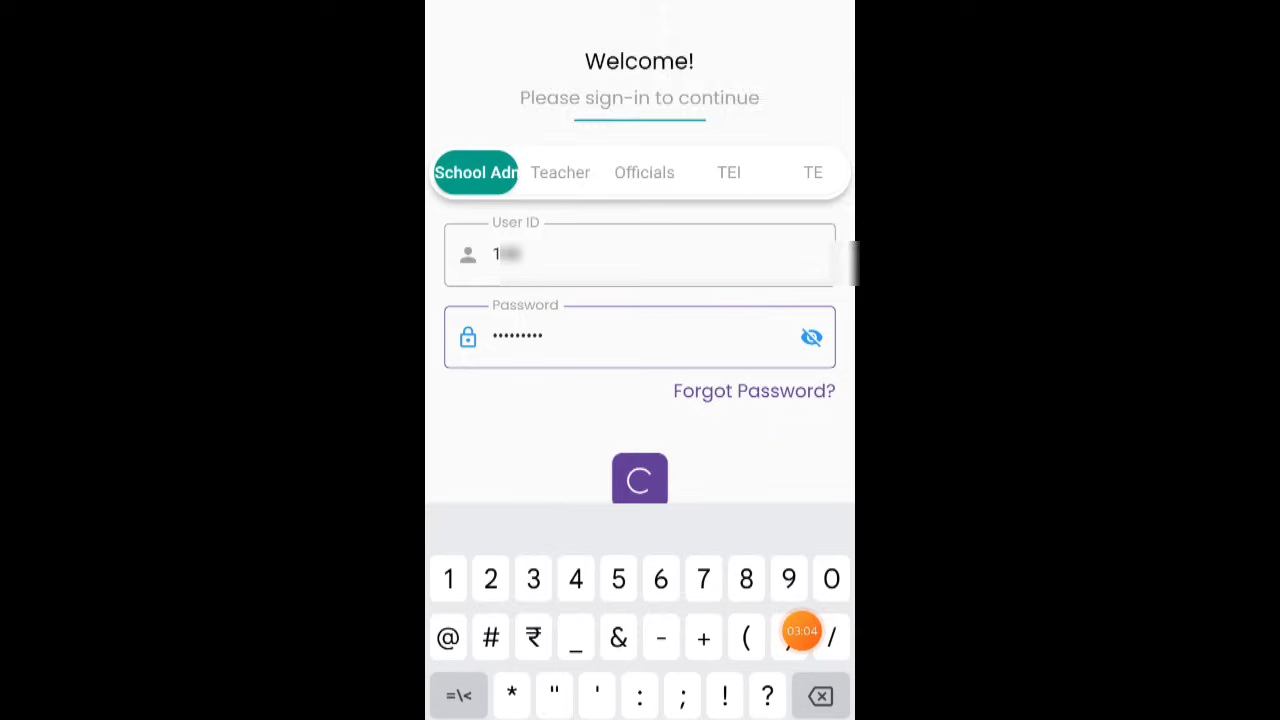 Welcome!
Please sign-in to continue
School Adr Teacher Officials TEI TE
User ID
1
Password
•••••••••
Forgot Password?
1 2 3 4 5 6 7 8 9 0
@ # ₹ _ & - + ( /
03:04
=\< * " ' : ; ! ?